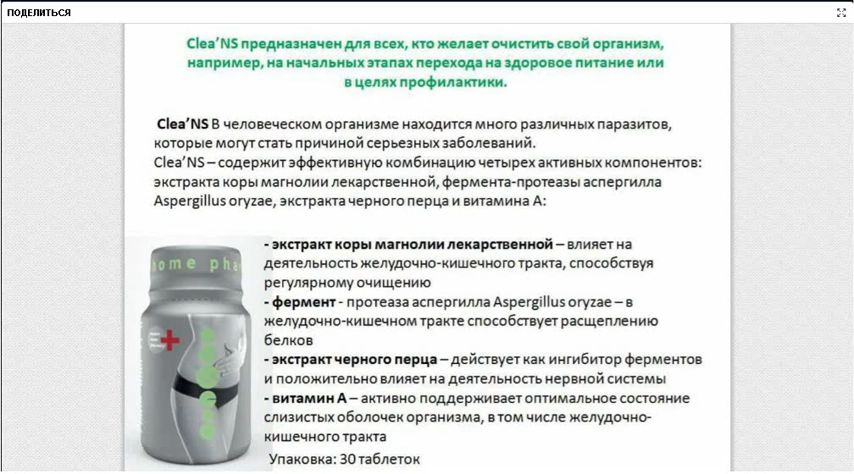 ПОДЕЛИТЬСЯ
Clea’NS предназначен для всех, кто желает очистить свой организм,
например, на начальных этапах перехода на здоровое питание или
в целях профилактики.
Clea’NS В человеческом организме находится много различных паразитов,
которые могут стать причиной серьезных заболеваний.
Clea’NS – содержит эффективную комбинацию четырех активных компонентов:
экстракта коры магнолии лекарственной, фермента-протеазы аспергилла
Aspergillus oryzae, экстракта черного перца и витамина А:
- экстракт коры магнолии лекарственной – влияет на
деятельность желудочно-кишечного тракта, способствуя
регулярному очищению
- фермент - протеаза аспергилла Aspergillus oryzae – в
желудочно-кишечном тракте способствует расщеплению
белков
- экстракт черного перца – действует как ингибитор ферментов
и положительно влияет на деятельность нервной системы
- витамин А – активно поддерживает оптимальное состояние
слизистых оболочек организма, в том числе желудочно-
кишечного тракта
Упаковка: 30 таблеток
home pha